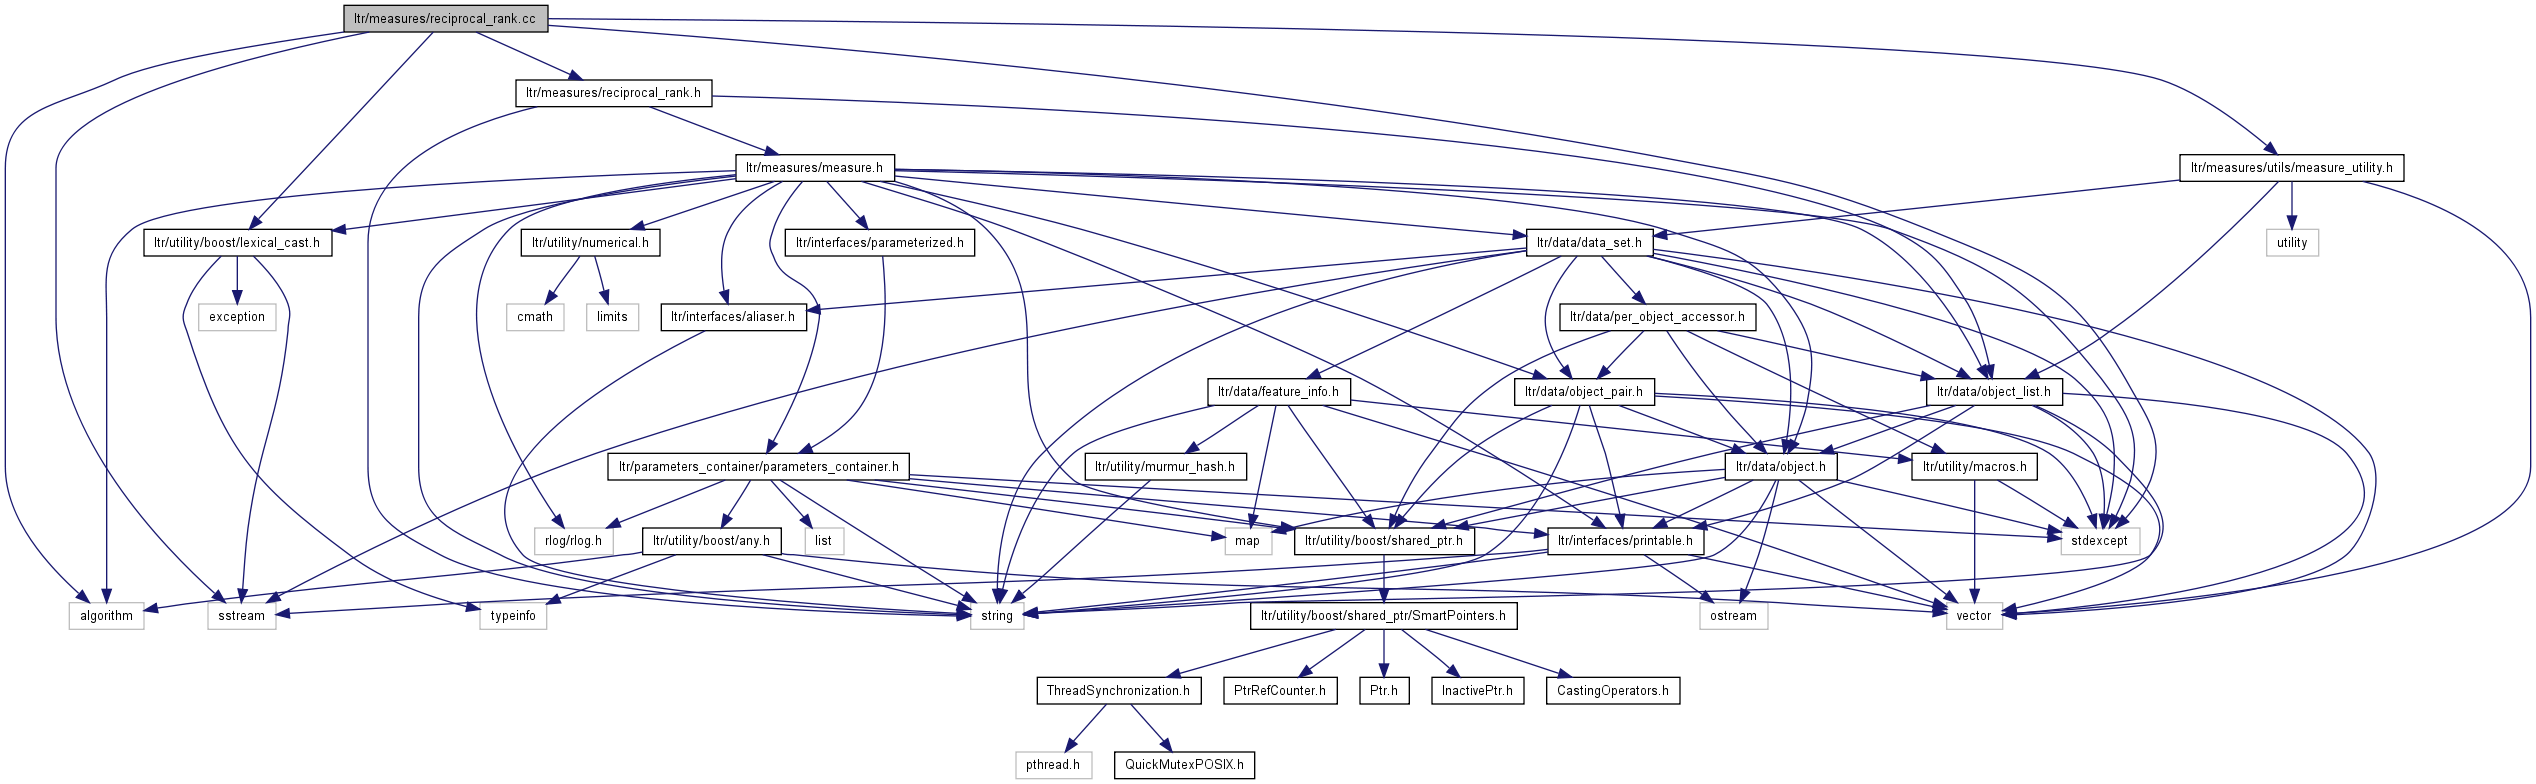 ltr/measures/reciprocal_rank.cc
ltr/measures/reciprocal_rank.h
ltr/measures/measure.h
ltr/measures/utils/measure_utility.h
ltr/utility/boost/lexical_cast.h
ltr/utility/numerical.h
ltr/interfaces/parameterized.h
ltr/data/data_set.h
utility
exception
cmath
limits
ltr/interfaces/aliaser.h
ltr/data/per_object_accessor.h
ltr/data/feature_info.h
ltr/data/object_pair.h
ltr/data/object_list.h
ltr/parameters_container/parameters_container.h
ltr/utility/murmur_hash.h
ltr/data/object.h
ltr/utility/macros.h
rlog/rlog.h
ltr/utility/boost/any.h
list
map
ltr/utility/boost/shared_ptr.h
ltr/interfaces/printable.h
stdexcept
algorithm
sstream
typeinfo
string
ltr/utility/boost/shared_ptr/SmartPointers.h
ostream
vector
ThreadSynchronization.h
PtrRefCounter.h
Ptr.h
InactivePtr.h
CastingOperators.h
pthread.h
QuickMutexPOSIX.h